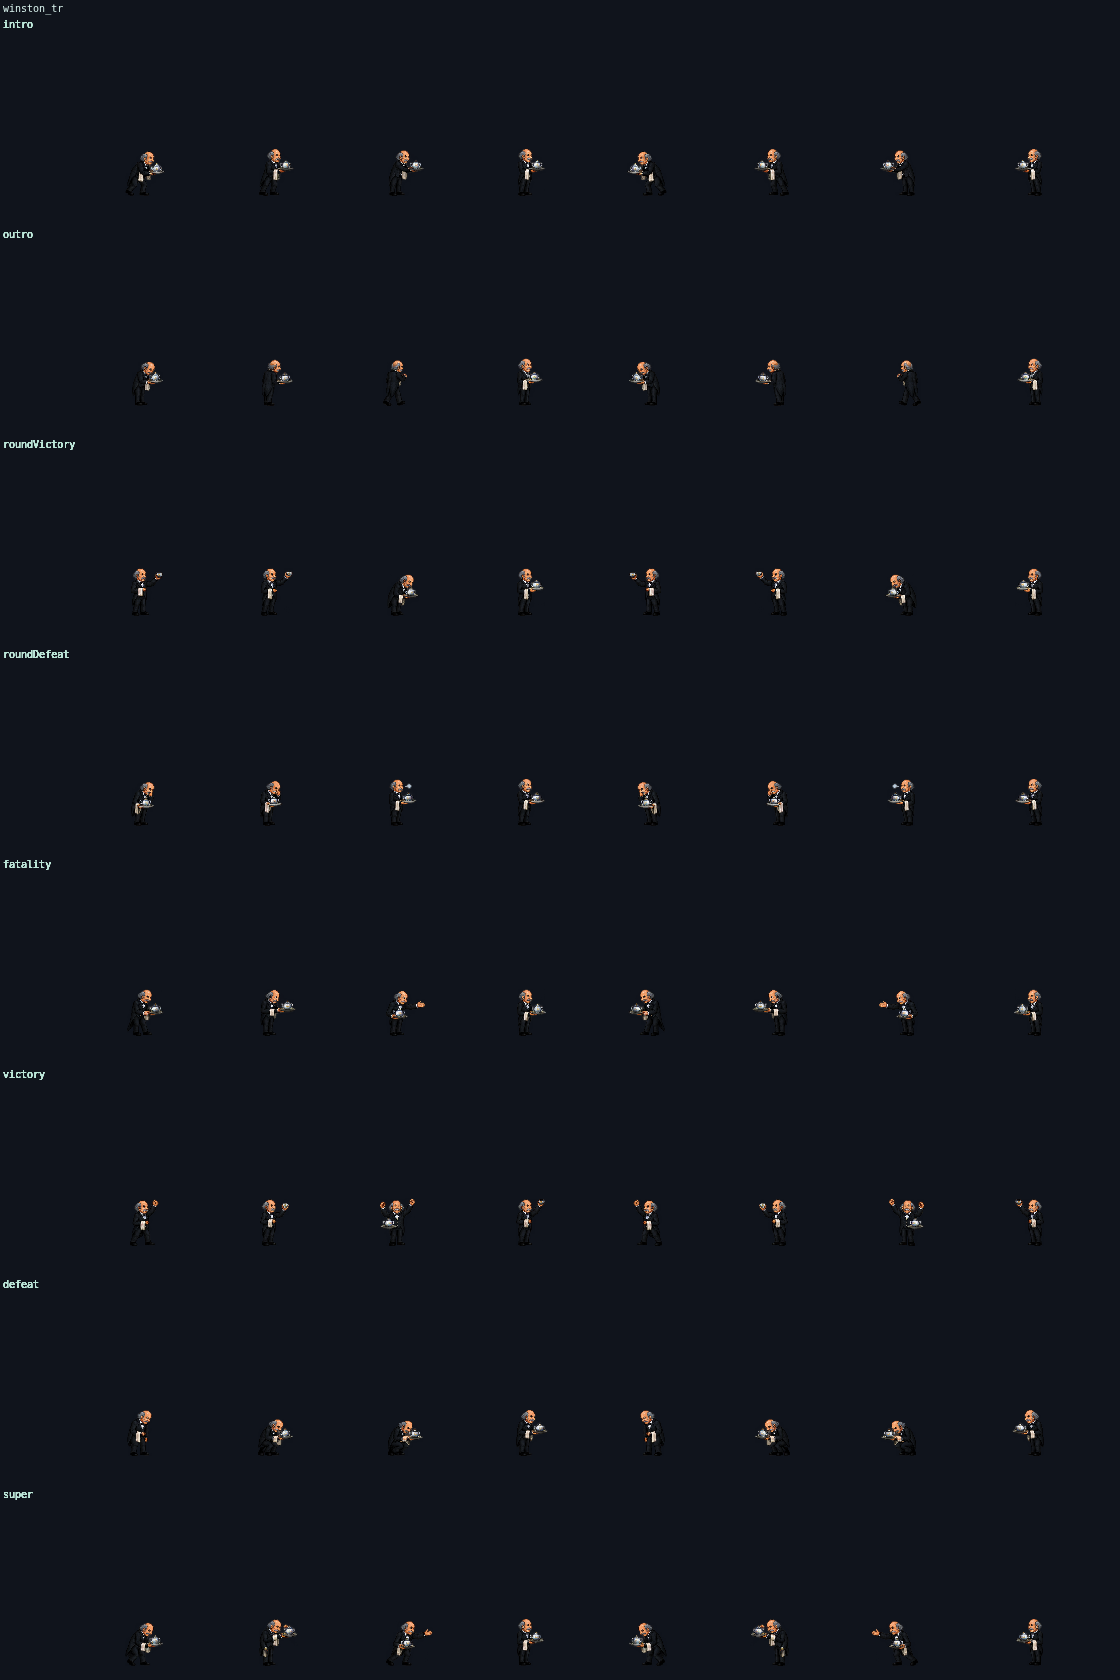 winston_tr
intro
outro
roundVictory
roundDefeat
fatality
victory
defeat
super